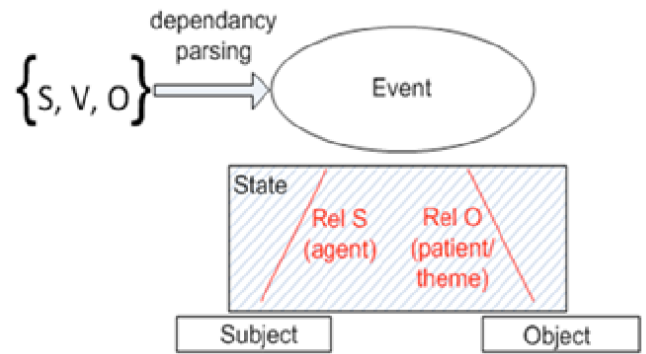 dependancy
parsing
{S, V, O}
Event
State
Rel S
(agent)
Rel O
(patient/
theme)
Subject
Object